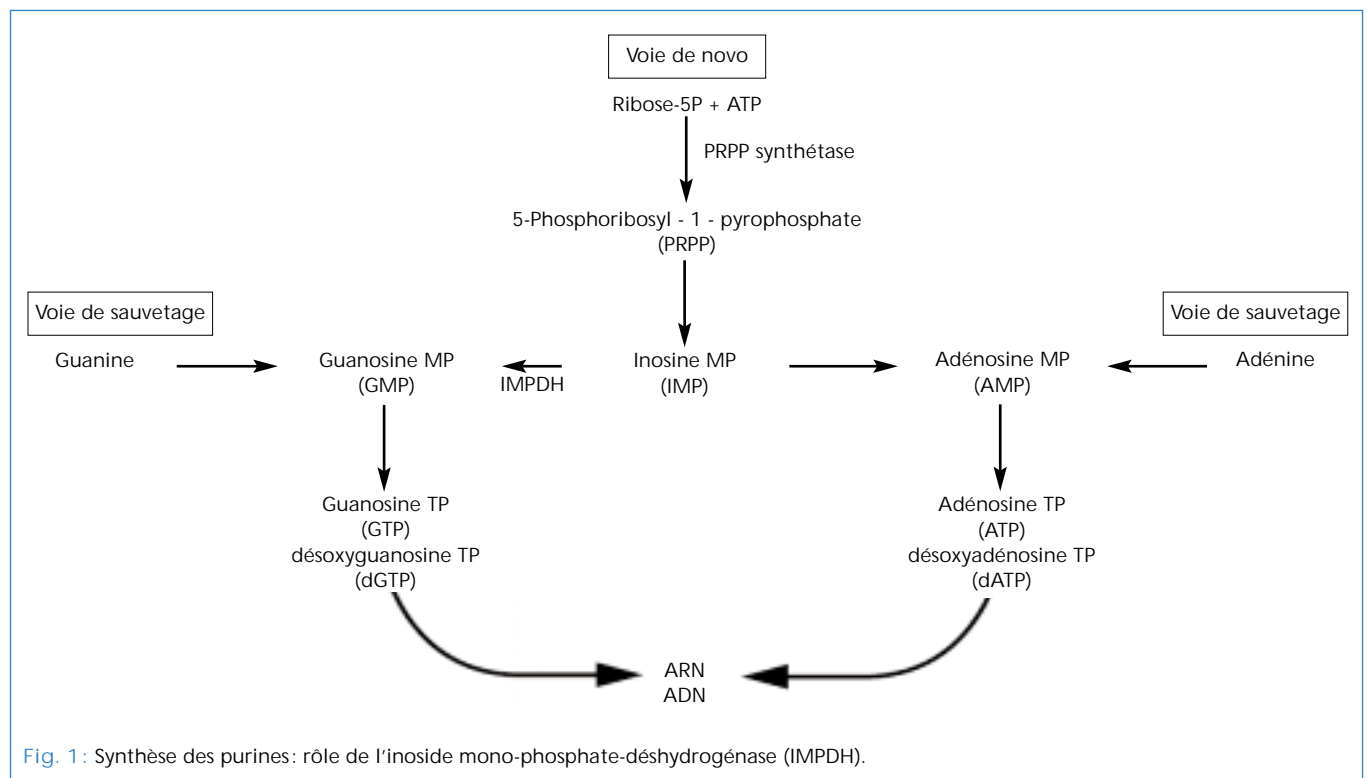 Voie de novo
Ribose-5P + ATP
PRPP synthétase
5-Phosphoribosyl - 1 - pyrophosphate
(PRPP)
Voie de sauvetage
Voie de sauvetage
Guanine
Guanosine MP
(GMP)
IMPDH
Inosine MP
(IMP)
Adénosine MP
(AMP)
Adénine
Guanosine TP
(GTP)
désoxyguanosine TP
(dGTP)
Adénosine TP
(ATP)
désoxyadénosine TP
(dATP)
ARN
ADN
Fig. 1 : Synthèse des purines: rôle de l'inoside mono-phosphate-déshydrogénase (IMPDH).